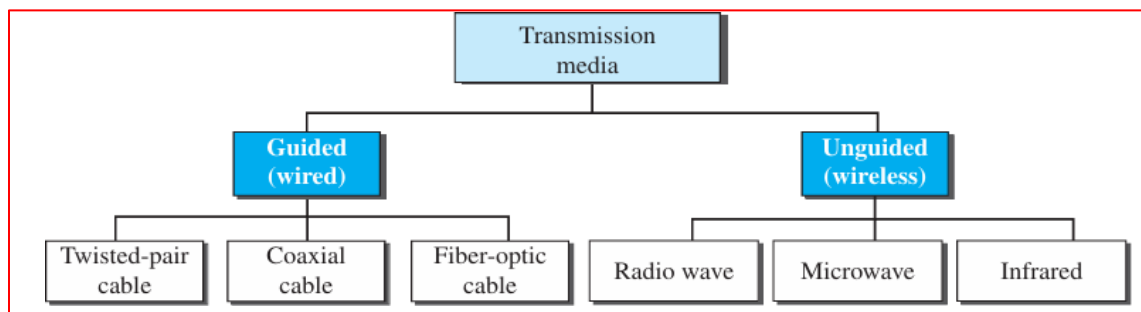 Transmission
media
Guided
(wired)
Unguided
(wireless)
Twisted-pair
cable
Coaxial
cable
Fiber-optic
cable
Radio wave
Microwave
Infrared